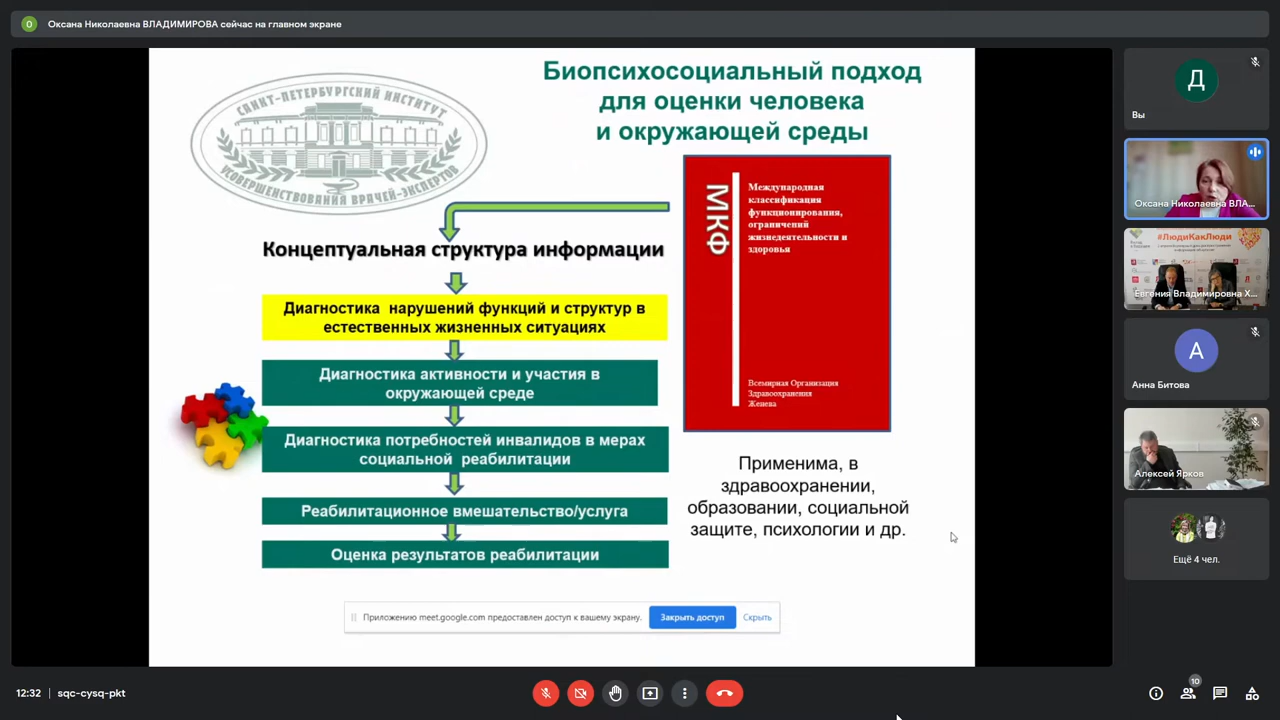 О
Оксана Николаевна ВЛАДИМИРОВА сейчас на главном экране
САНКТ-ПЕТЕРБУРГСКИЙ ИНСТИТУТ
УСОВЕРШЕНСТВОВАНИЯ ВРАЧЕЙ-ЭКСПЕРТОВ
Биопсихосоциальный подход
для оценки человека
и окружающей среды
МКФ
Международная
классификация
функционирования,
ограничений
жизнедеятельности и
здоровья
Всемирная Организация
Здравоохранения
Женева
Концептуальная структура информации
Диагностика нарушений функций и структур в
естественных жизненных ситуациях
Диагностика активности и участия в
окружающей среде
Диагностика потребностей инвалидов в мерах
социальной реабилитации
Реабилитационное вмешательство/услуга
Оценка результатов реабилитации
Применима, в
здравоохранении,
образовании, социальной
защите, психологии и др.
Приложению meet.google.com предоставлен доступ к вашему экрану.
Закрыть доступ
Скрыть
Д
Вы
Оксана Николаевна ВЛА...
#ЛюдиКакЛюди
Евгения Владимировна Х...
А
Анна Битова
Алексей Ярков
Ещё 4 чел.
12:32
sqc-cysq-pkt
10